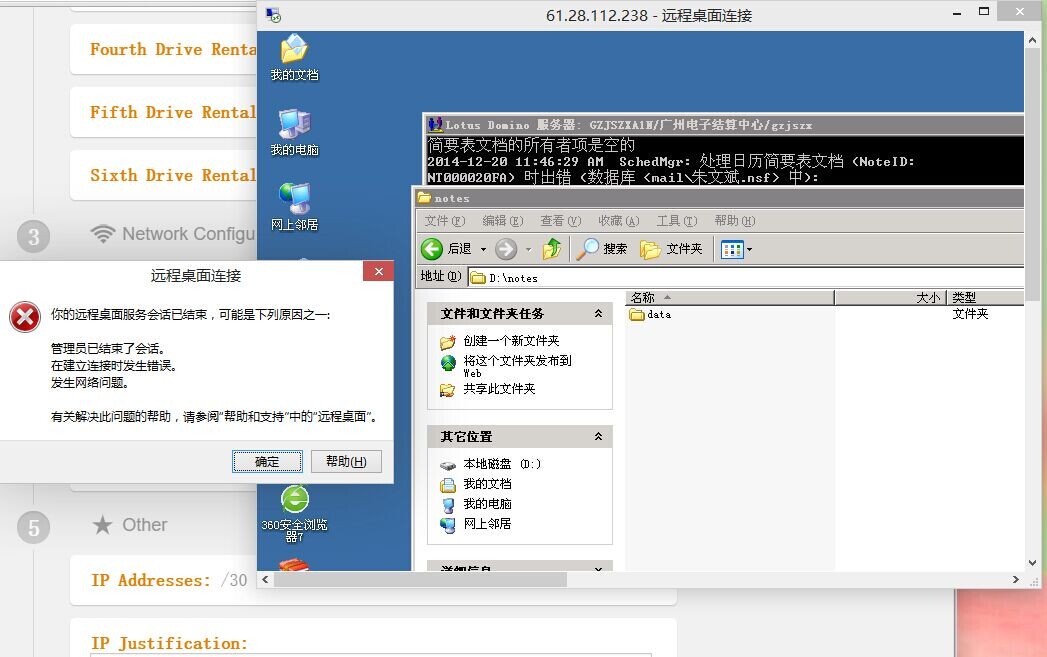 Fourth Drive Renta
Fifth Drive Rental
Sixth Drive Rental
3
Network Configu
5
Other
IP Addresses: /30
IP Justification:
61.28.112.238 - 远程桌面连接
我的文档
我的电脑
网上邻居
360安全浏览
器7
Lotus Domino 服务器: GZJSZXA1N/广州电子结算中心/gzjszx
简要表文档的所有者项是空的
2014-12-20 11:46:29 AM SchedMgr: 处理日历简要表文档 (NoteID:
NT000020FA) 时出错 (数据库 <mail\朱文斌.nsf> 中):
notes
文件(F) 编辑(E) 查看(V) 收藏(A) 工具(T) 帮助(H)
后退 搜索 文件夹
地址(D) D:\notes
文件和文件夹任务
创建一个新文件夹
将这个文件夹发布到
Web
共享此文件夹
其它位置
本地磁盘 (D:)
我的文档
我的电脑
网上邻居
详细信息
名称 大小 类型
data 文件夹
远程桌面连接
你的远程桌面服务会话已结束，可能是下列原因之一:
管理员已结束了会话。
在建立连接时发生错误。
发生网络问题。
有关解决此问题的帮助，请参阅"帮助和支持"中的"远程桌面"。
确定 帮助(H)